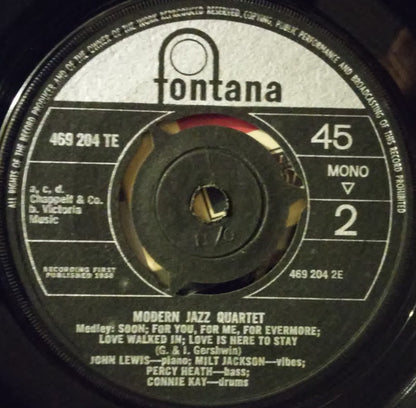 ALL RIGHTS OF THE RECORD PRODUCER AND OF THE OWNER OF THE WORK REPRODUCED RESERVED. COPYING, PUBLIC PERFORMANCE AND BROADCASTING OF THIS RECORD PROHIBITED
fontana
469 204 TE
45
MONO
2
a, c, d.
Chappell & Co.
b. Victoria
Music
RECORDING FIRST
PUBLISHED
469 204 2E
MODERN JAZZ QUARTET
Medley: SOON; FOR YOU, FOR ME, FOR EVERMORE;
LOVE WALKED IN; LOVE IS HERE TO STAY
(G. & I. Gershwin)
JOHN LEWIS—piano; MILT JACKSON—vibes;
PERCY HEATH—bass;
CONNIE KAY—drums